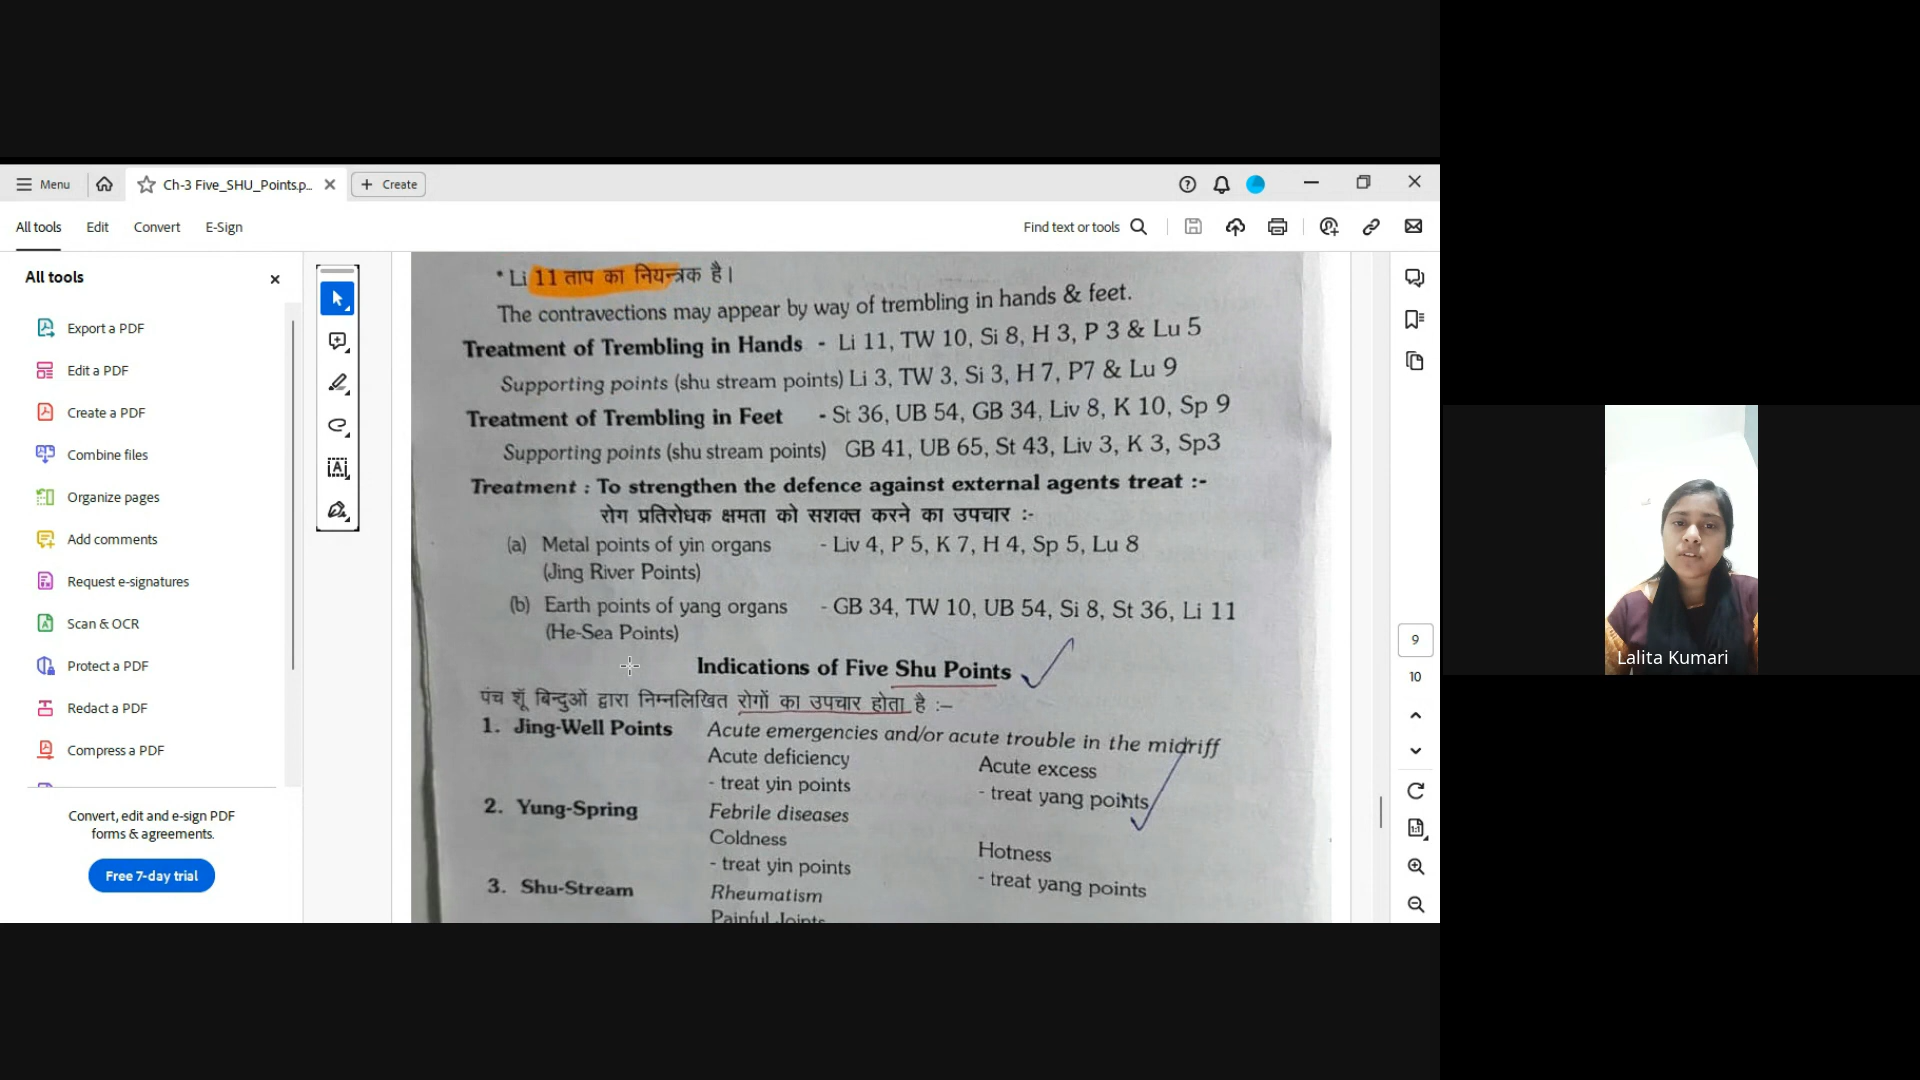 Menu
Ch-3 Five_SHU_Points.p...
Create
All tools
Edit
Convert
E-Sign
Find text or tools
All tools
Export a PDF
Edit a PDF
Create a PDF
Combine files
Organize pages
Add comments
Request e-signatures
Scan & OCR
Protect a PDF
Redact a PDF
Compress a PDF
Convert, edit and e-sign PDF
forms & agreements.
Free 7-day trial
* Li 11 ताप का नियन्त्रक है।
The contravections may appear by way of trembling in hands & feet.
Treatment of Trembling in Hands - Li 11, TW 10, Si 8, H 3, P 3 & Lu 5
Supporting points (shu stream points) Li 3, TW 3, Si 3, H 7, P7 & Lu 9
Treatment of Trembling in Feet - St 36, UB 54, GB 34, Liv 8, K 10, Sp 9
Supporting points (shu stream points) GB 41, UB 65, St 43, Liv 3, K 3, Sp3
Treatment : To strengthen the defence against external agents treat :-
रोग प्रतिरोधक क्षमता को सशक्त करने का उपचार :-
(a) Metal points of yin organs - Liv 4, P 5, K 7, H 4, Sp 5, Lu 8
(Jing River Points)
(b) Earth points of yang organs - GB 34, TW 10, UB 54, Si 8, St 36, Li 11
(He-Sea Points)
Indications of Five Shu Points
पंच शूँ बिन्दुओं द्वारा निम्नलिखित रोगों का उपचार होता है :–
1. Jing-Well Points Acute emergencies and/or acute trouble in the midriff
Acute deficiency Acute excess
- treat yin points - treat yang points
2. Yung-Spring Febrile diseases
Coldness Hotness
- treat yin points - treat yang points
3. Shu-Stream Rheumatism
Painful Joints
9
10
Lalita Kumari